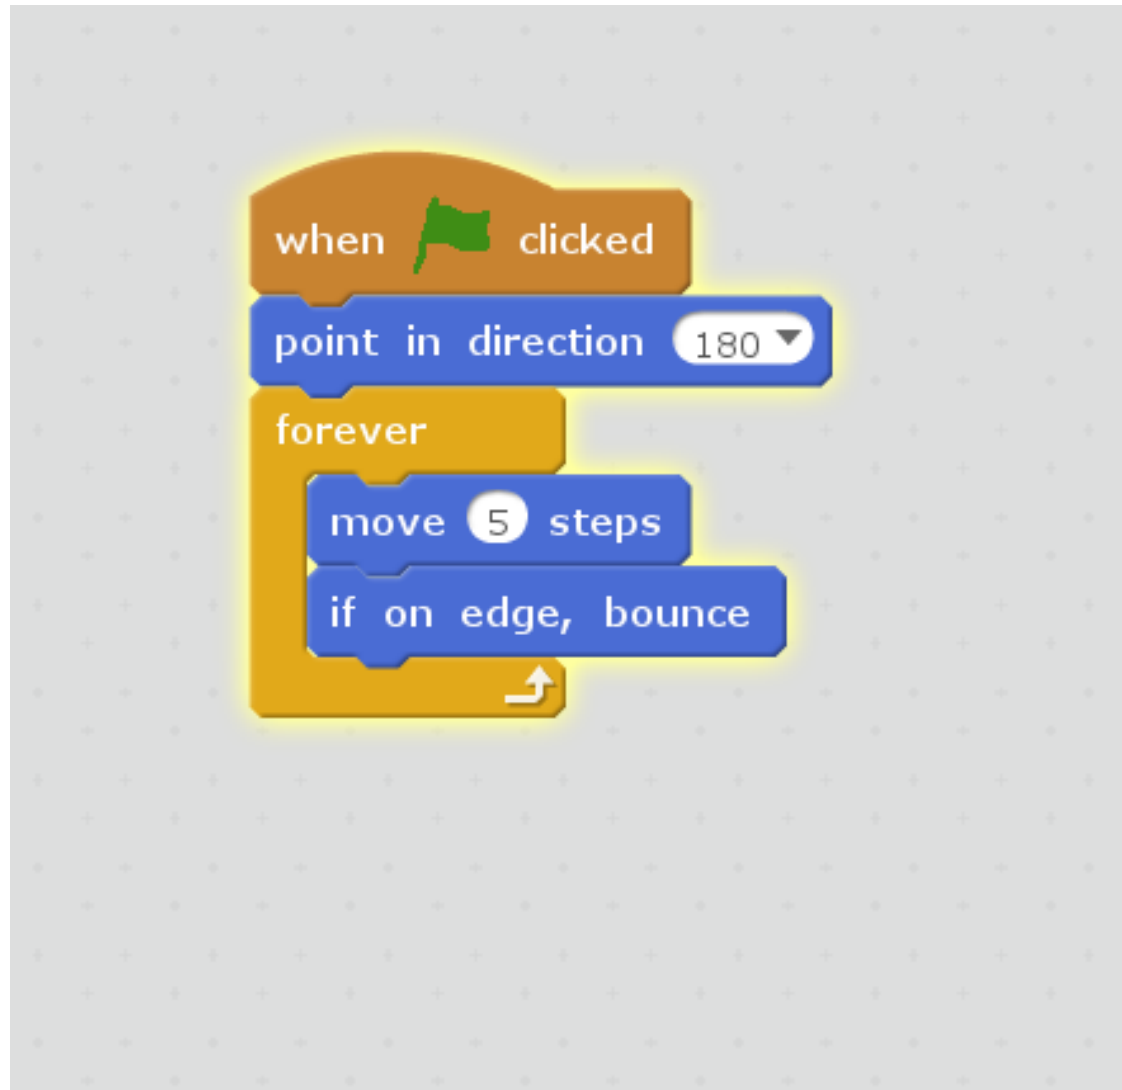 when clicked
point in direction 180
forever
move 5 steps
if on edge, bounce